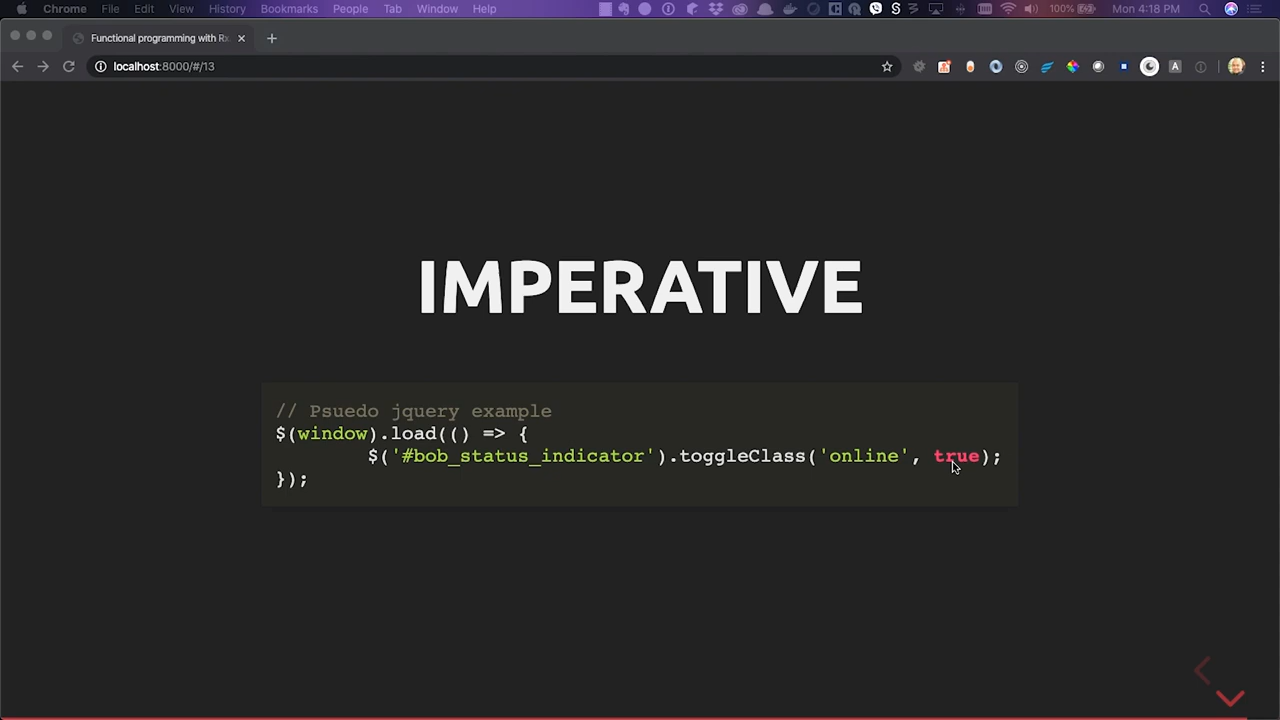 Chrome File Edit View History Bookmarks People Tab Window Help 100% Mon 4:18 PM
Functional programming with Rx
localhost:8000/#/13
IMPERATIVE
// Psuedo jquery example
$(window).load(() => {
$('#bob_status_indicator').toggleClass('online', true);
});